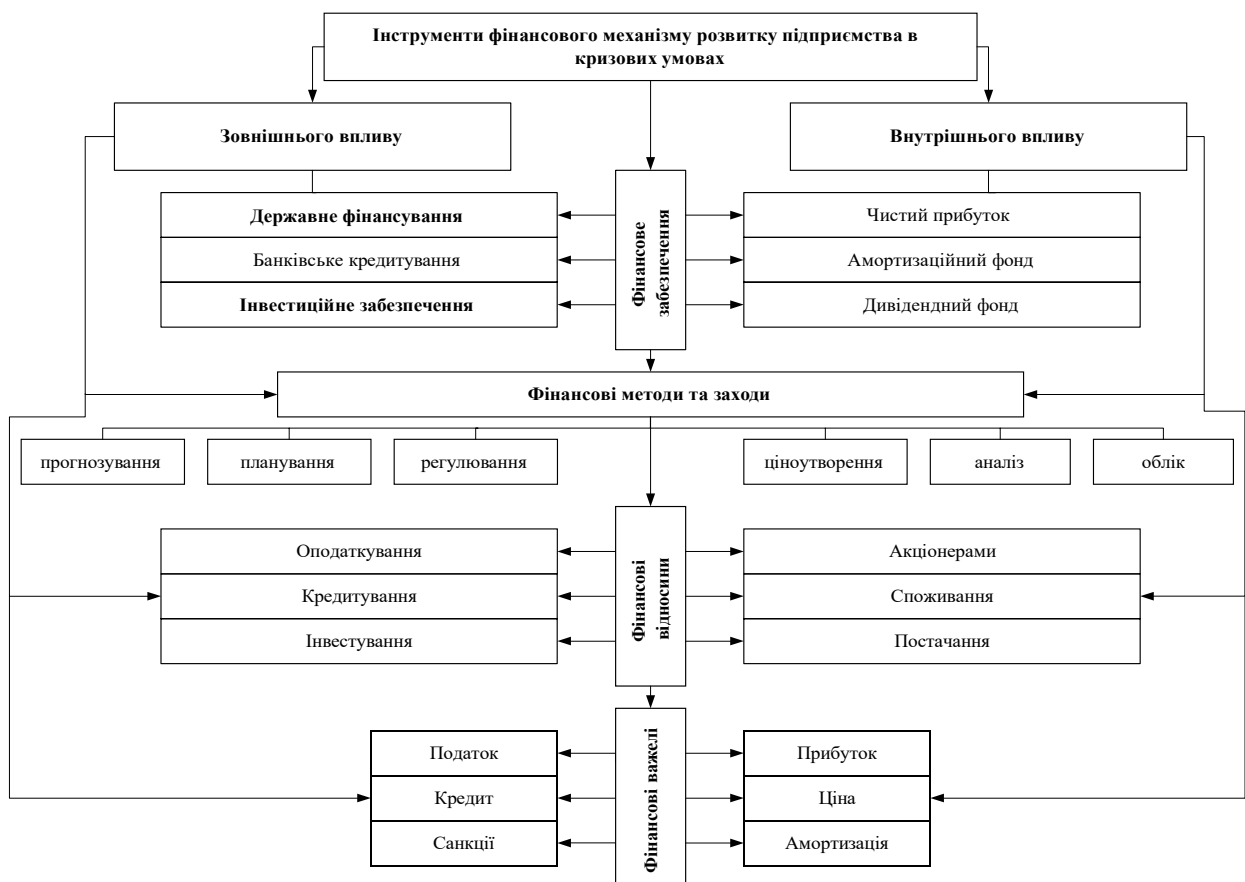 Інструменти фінансового механізму розвитку підприємства в
кризових умовах
Зовнішнього впливу
Внутрішнього впливу
Державне фінансування
Банківське кредитування
Інвестиційне забезпечення
Фінансове
забезпечення
Чистий прибуток
Амортизаційний фонд
Дивідендний фонд
Фінансові методи та заходи
прогнозування
планування
регулювання
ціноутворення
аналіз
облік
Оподаткування
Кредитування
Інвестування
Фінансові
відносини
Акціонерами
Споживання
Постачання
Податок
Кредит
Санкції
Фінансові важелі
Прибуток
Ціна
Амортизація